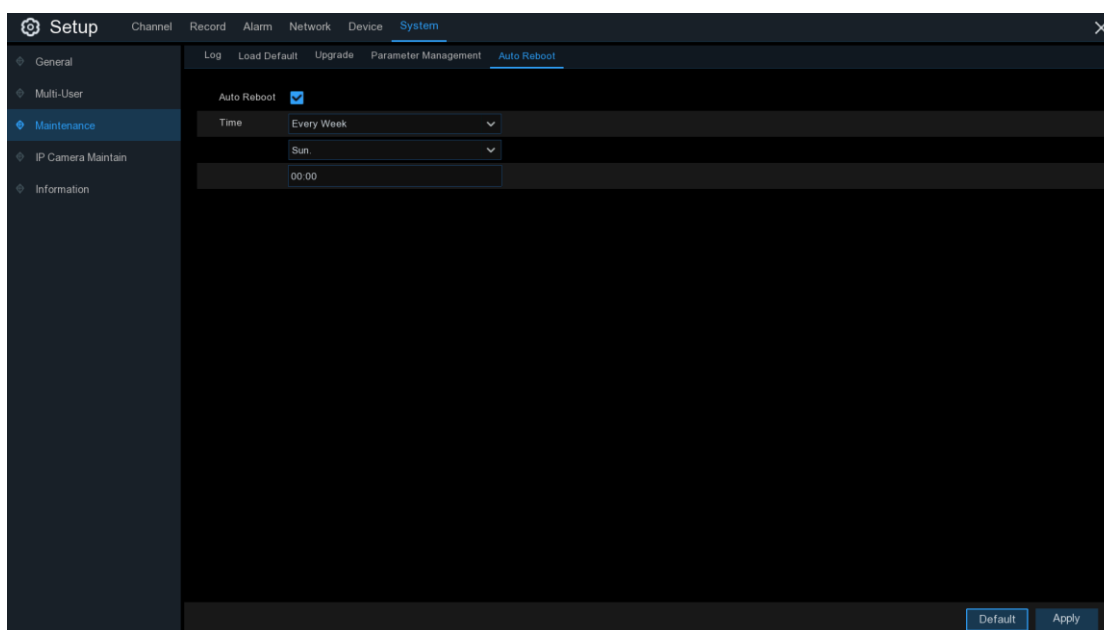 Setup Channel Record Alarm Network Device System
General
Multi-User
Maintenance
IP Camera Maintain
Information
Log Load Default Upgrade Parameter Management Auto Reboot
Auto Reboot
Time Every Week
Sun.
00:00
Default Apply